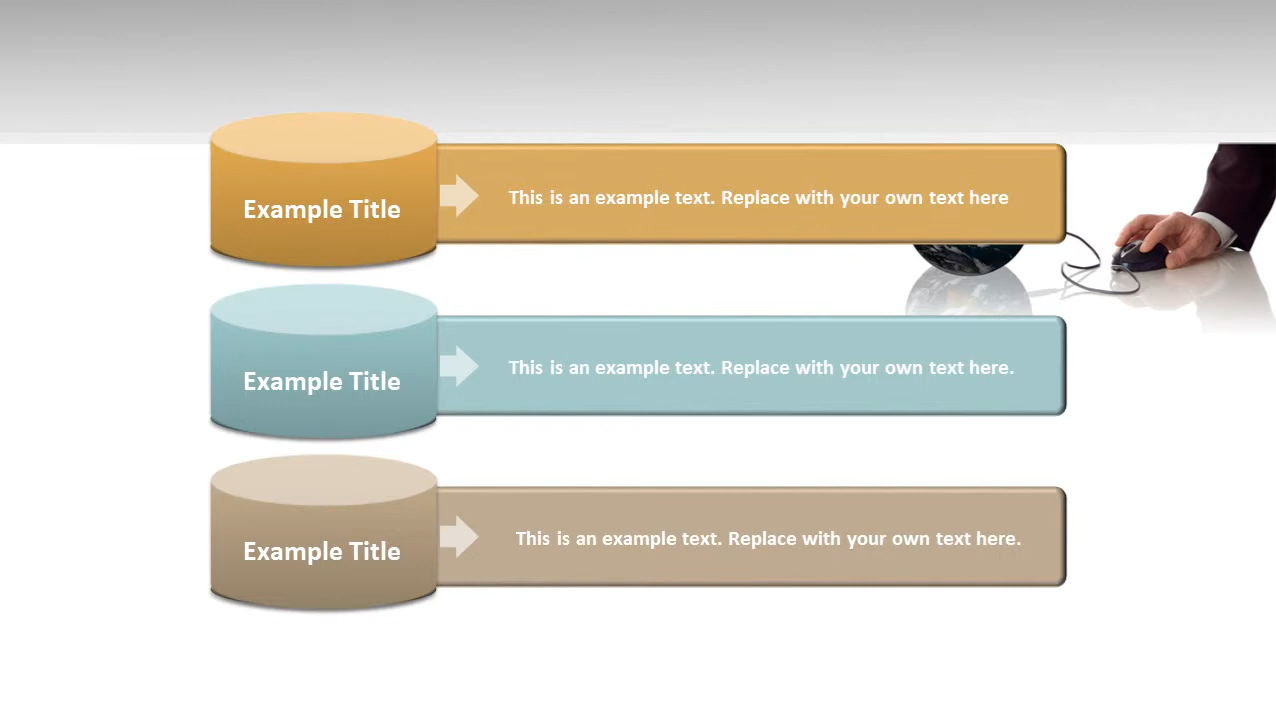 Example Title
This is an example text. Replace with your own text here
Example Title
This is an example text. Replace with your own text here.
Example Title
This is an example text. Replace with your own text here.